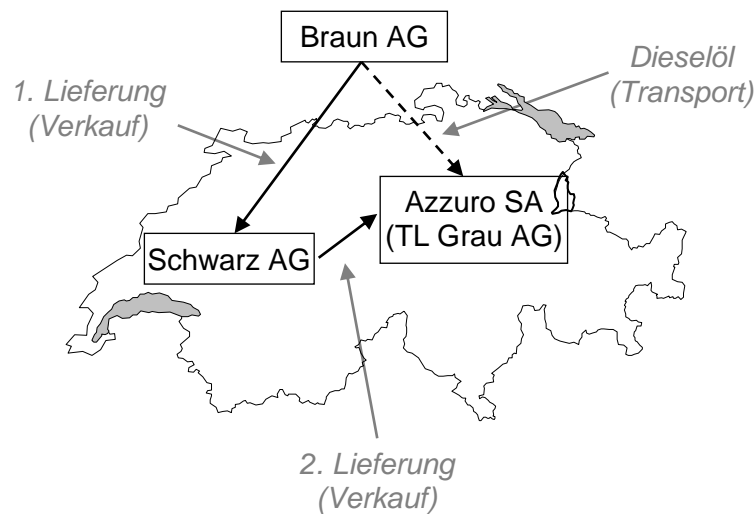 Braun AG
Dieselöl
(Transport)
1. Lieferung
(Verkauf)
Azzuro SA
(TL Grau AG)
Schwarz AG
2. Lieferung
(Verkauf)